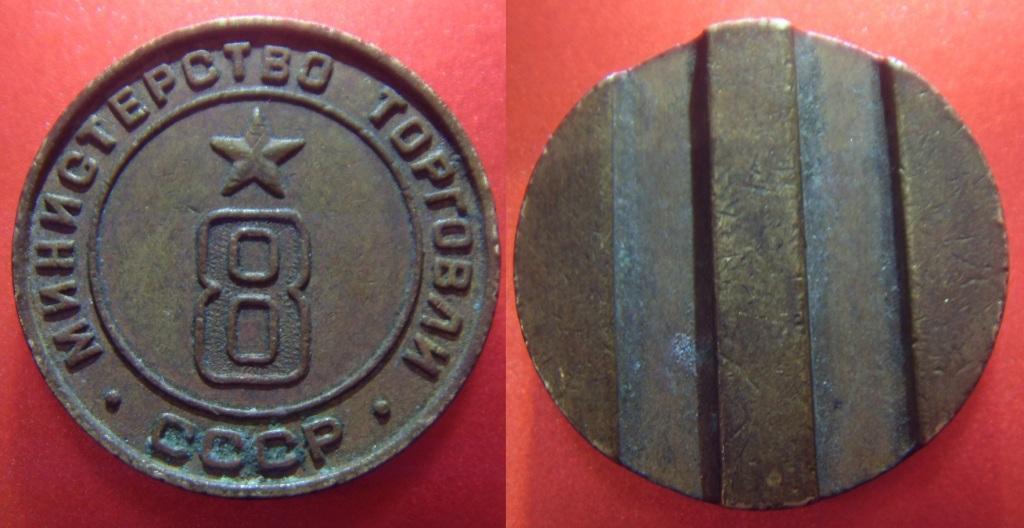 МИНИСТЕРСТВО ТОРГОВЛИ
8
• СССР •